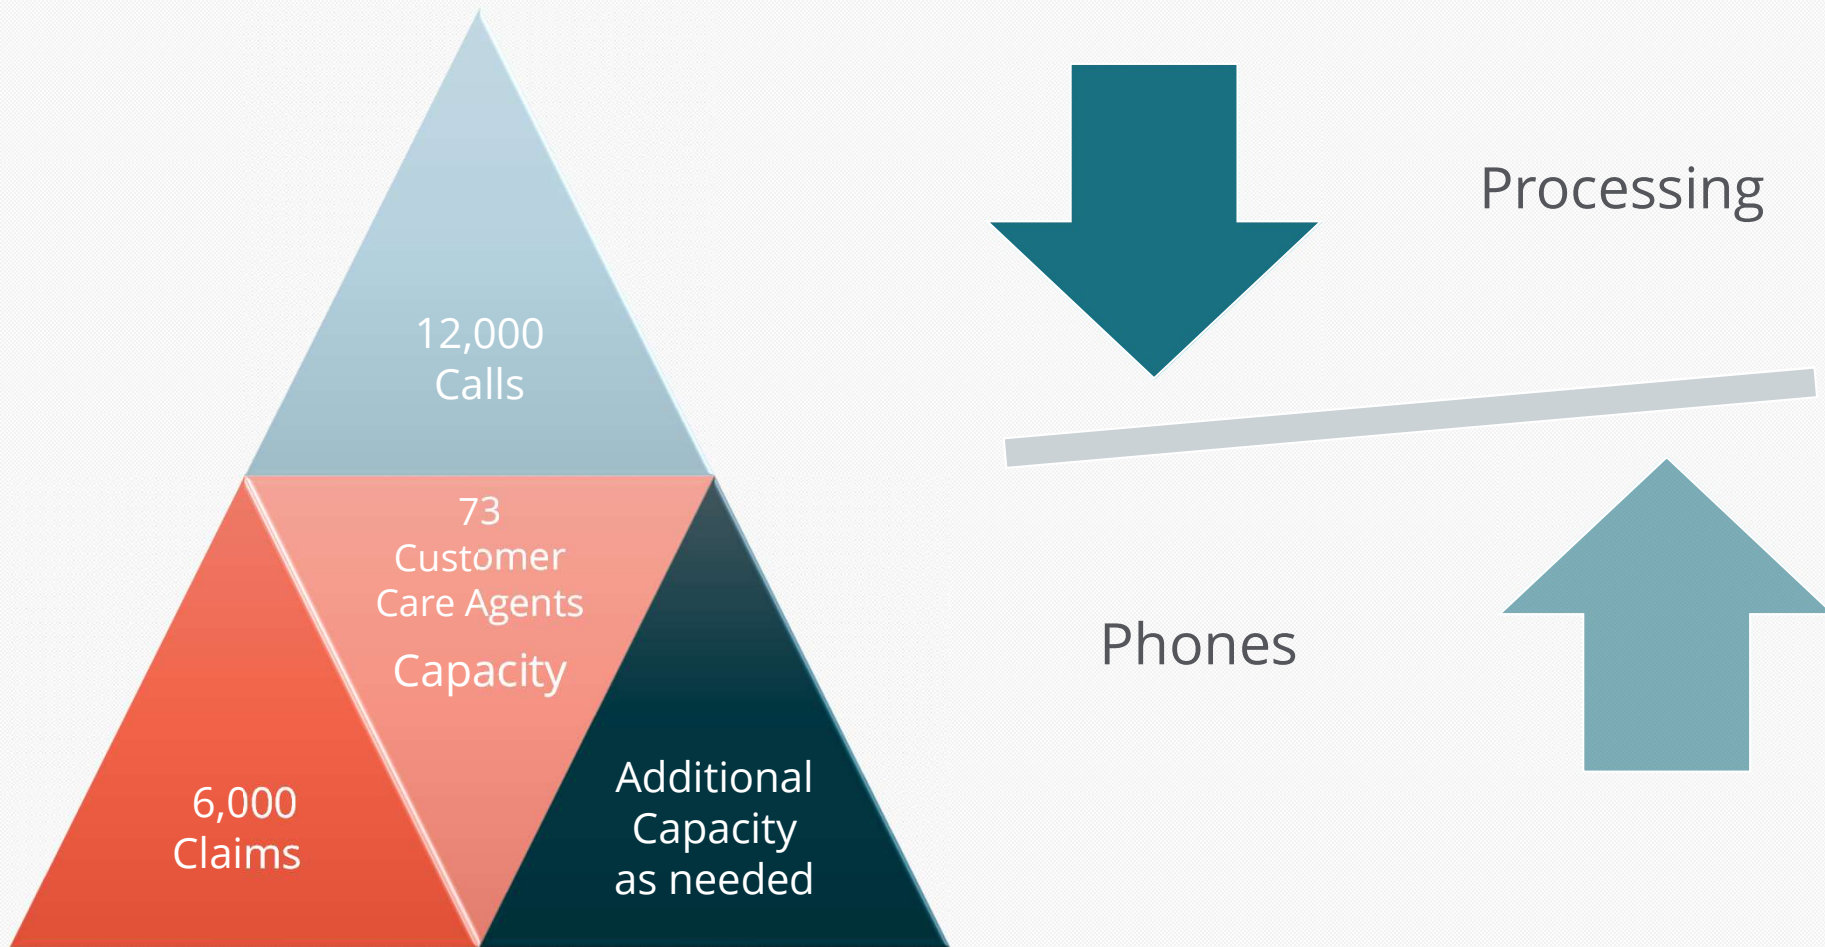 12,000
Calls
73
Customer
Care Agents
Capacity
6,000
Claims
Additional
Capacity
as needed
Processing
Phones